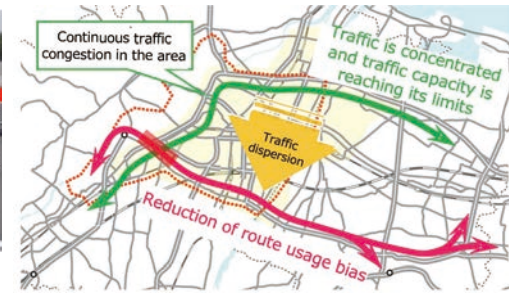 Continuous traffic
congestion in the area
Traffic is concentrated
and traffic capacity is
reaching its limits
Traffic
dispersion
Reduction of route usage bias